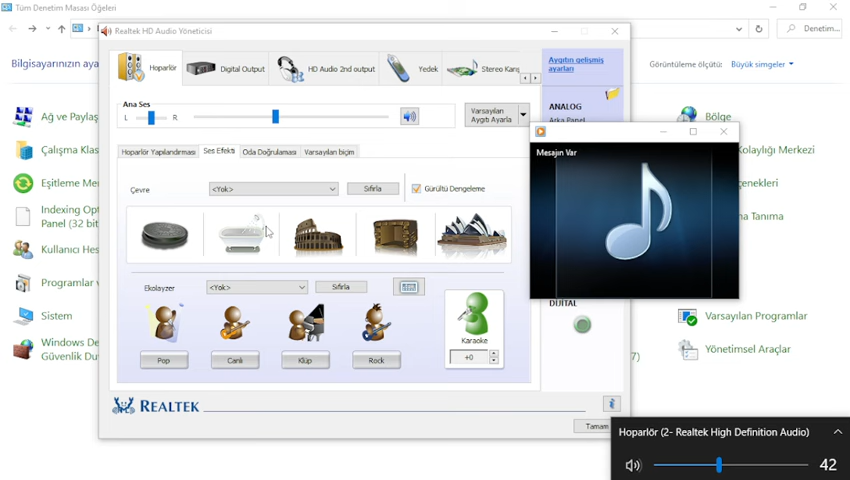 Tüm Denetim Masası Öğeleri
Denetim...
Bilgisayarınızın aya
Görüntüleme ölçütü:
Büyük simgeler
Ağ ve Paylaş
Çalışma Klas
Eşitleme Me
Indexing Opt
Panel (32 bit
Kullanıcı Hes
Programlar v
Sistem
Windows De
Güvenlik Du
Realtek HD Audio Yöneticisi
Hoparlör
Digital Output
HD Audio 2nd output
Yedek
Stereo Karış
Ana Ses
L
R
Varsayılan
Aygıtı Ayarla
Hoparlör Yapılandırması
Ses Efekti
Oda Doğrulaması
Varsayılan biçim
Çevre
<Yok>
Sıfırla
Gürültü Dengeleme
Ekolayzer
<Yok>
Sıfırla
Pop
Canlı
Klüp
Rock
Karaoke
+0
REALTEK
Tamam
Aygıtın gelişmiş
ayarları
ANALOG
Arka Panel
DİJİTAL
Mesajın Var
Bölge
Kolaylığı Merkezi
çenekleri
ma Tanıma
Varsayılan Programlar
7)
Yönetimsel Araçlar
Hoparlör (2- Realtek High Definition Audio)
42